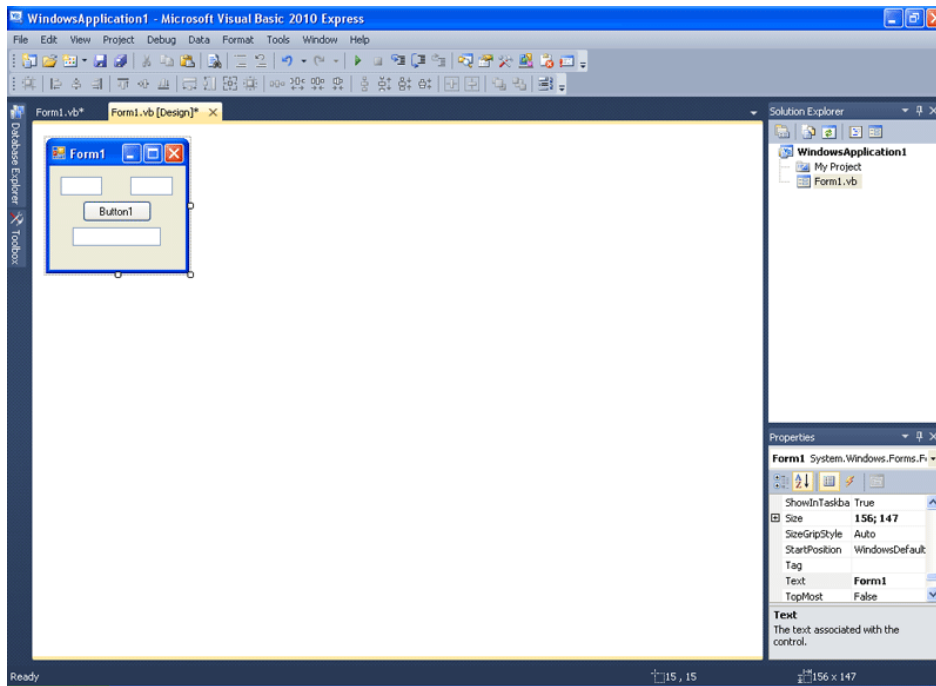 WindowsApplication1 - Microsoft Visual Basic 2010 Express
File Edit View Project Debug Data Format Tools Window Help
Form1.vb* Form1.vb [Design]*
Database Explorer
Toolbox
Form1
Button1
Solution Explorer
WindowsApplication1
My Project
Form1.vb
Properties
Form1 System.Windows.Forms.Fo
ShowInTaskba True
Size 156; 147
SizeGripStyle Auto
StartPosition WindowsDefault
Tag
Text Form1
TopMost False
Text
The text associated with the
control.
Ready 15 , 15 156 x 147